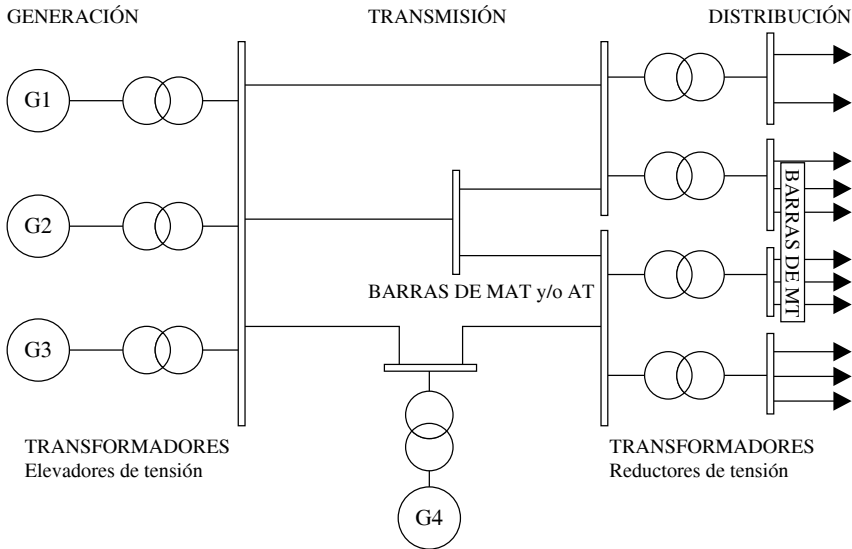 GENERACIÓN
TRANSMISIÓN
DISTRIBUCIÓN
G1
G2
BARRAS DE MT
BARRAS DE MAT y/o AT
G3
TRANSFORMADORES
Elevadores de tensión
TRANSFORMADORES
Reductores de tensión
G4